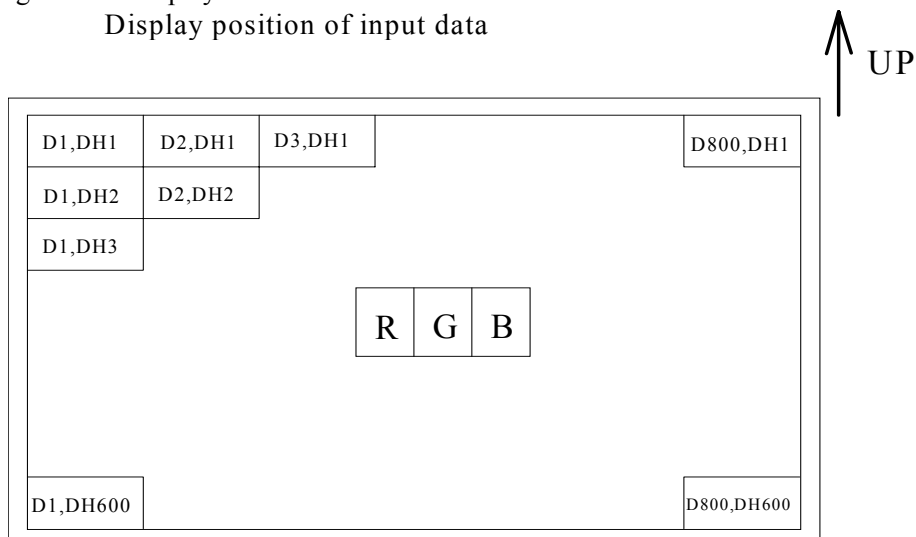 Display position of input data
UP
D1,DH1 D2,DH1 D3,DH1 D800,DH1
D1,DH2 D2,DH2
D1,DH3
R G B
D1,DH600 D800,DH600